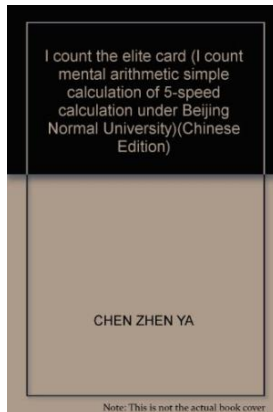 I count the elite card (I count
mental arithmetic simple
calculation of 5-speed
calculation under Beijing
Normal University)(Chinese
Edition)
CHEN ZHEN YA
Note: This is not the actual book cover